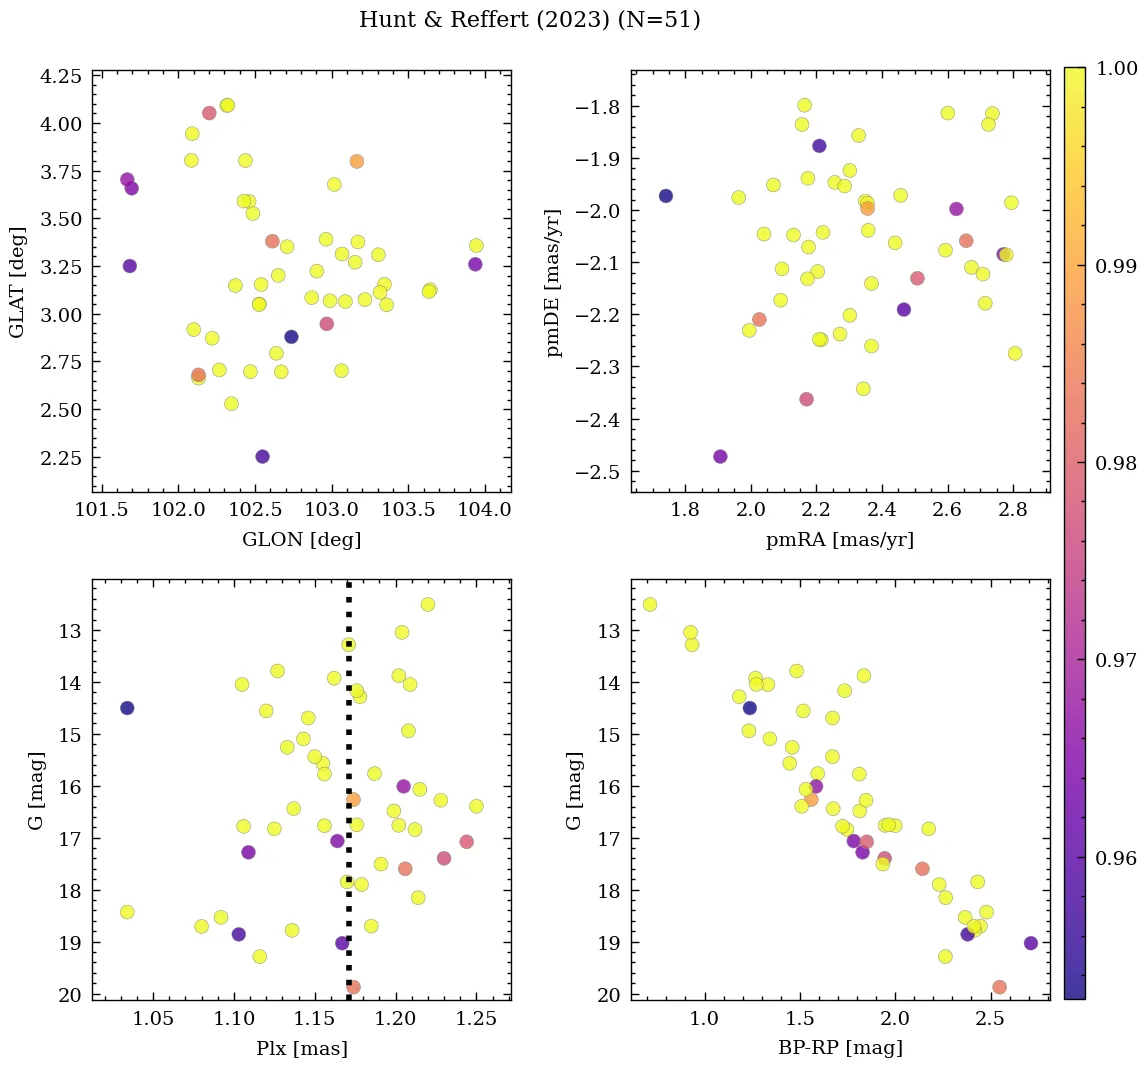 Hunt & Reffert (2023) (N=51)
4.25
4.00
3.75
3.50
3.25
3.00
2.75
2.50
2.25
GLAT [deg]
101.5 102.0 102.5 103.0 103.5 104.0
GLON [deg]
−1.8
−1.9
−2.0
−2.1
−2.2
−2.3
−2.4
−2.5
pmDE [mas/yr]
1.8 2.0 2.2 2.4 2.6 2.8
pmRA [mas/yr]
13
14
15
16
17
18
19
20
G [mag]
1.05 1.10 1.15 1.20 1.25
Plx [mas]
13
14
15
16
17
18
19
20
G [mag]
1.0 1.5 2.0 2.5
BP-RP [mag]
1.00
0.99
0.98
0.97
0.96